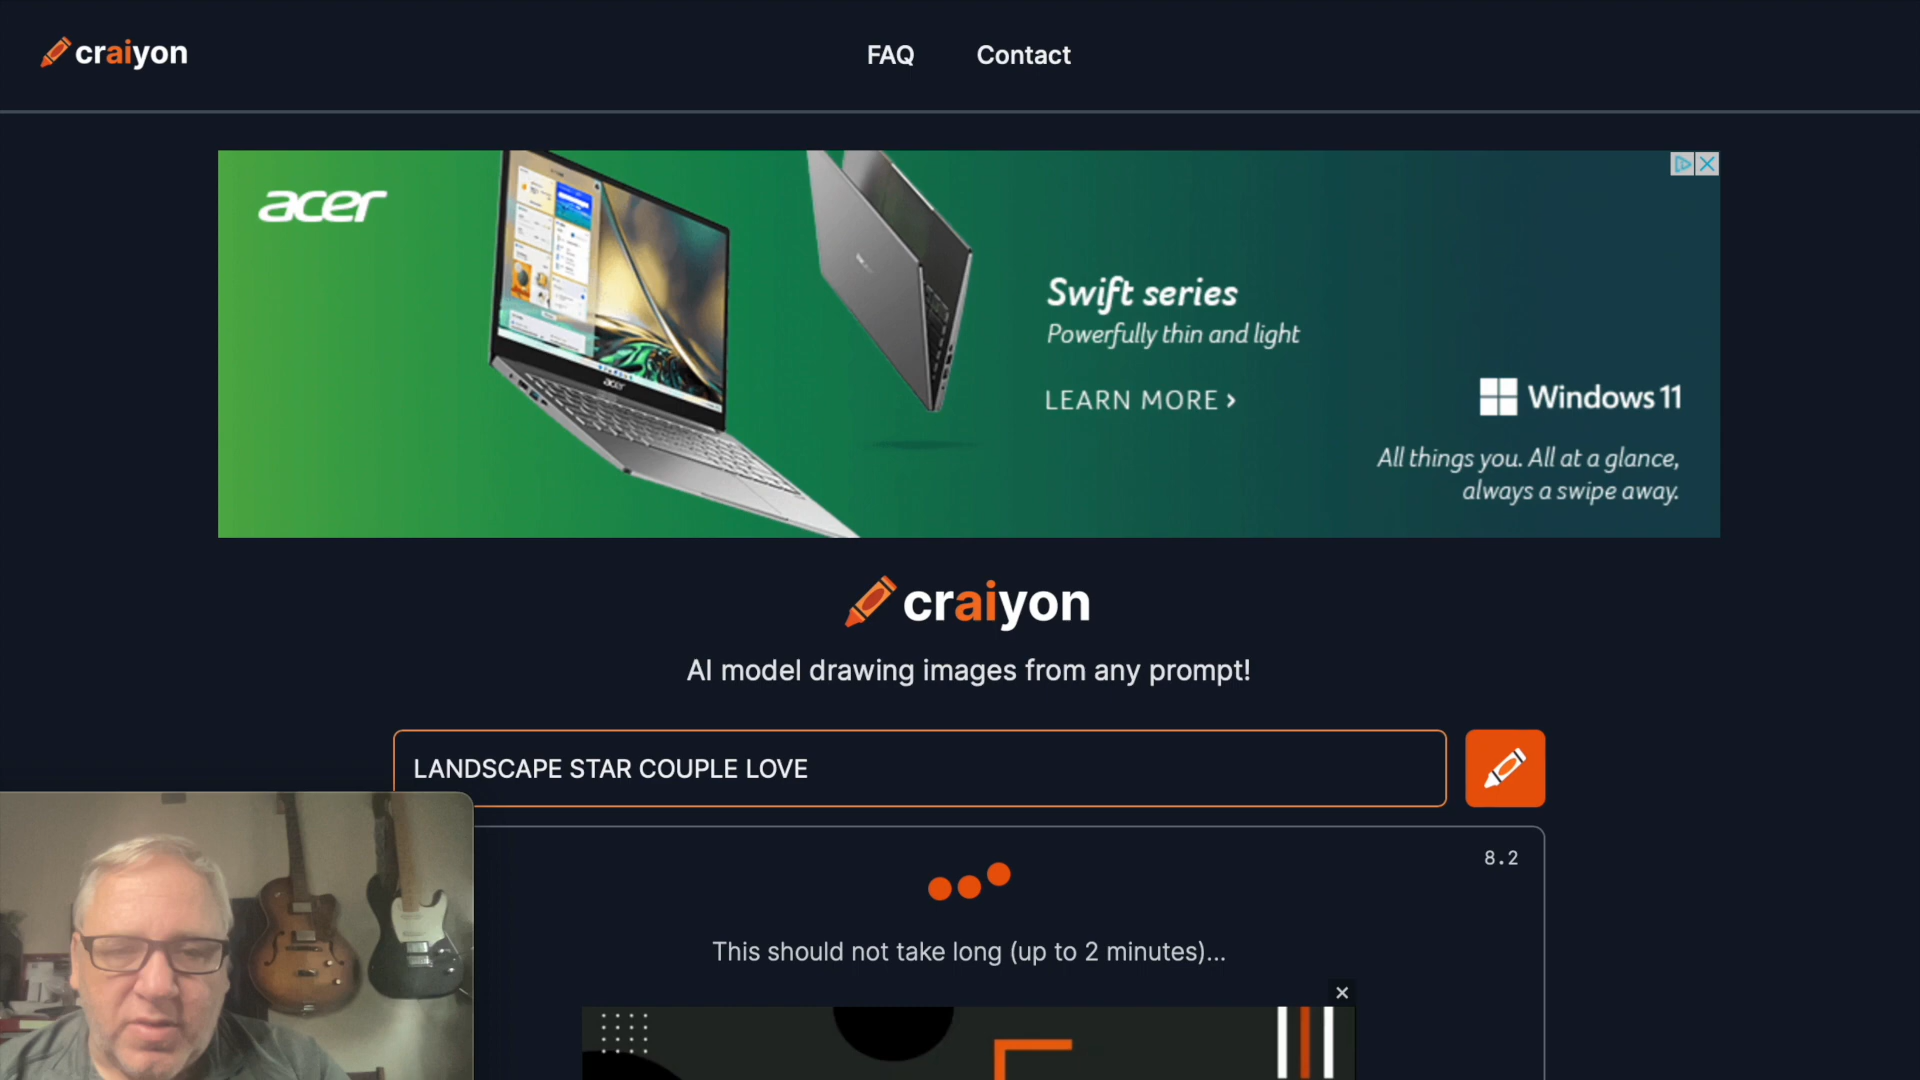 craiyon
FAQ
Contact
acer
Swift series
Powerfully thin and light
LEARN MORE ›
Windows 11
All things you. All at a glance,
always a swipe away.
acer
craiyon
AI model drawing images from any prompt!
LANDSCAPE STAR COUPLE LOVE
8.2
This should not take long (up to 2 minutes)...